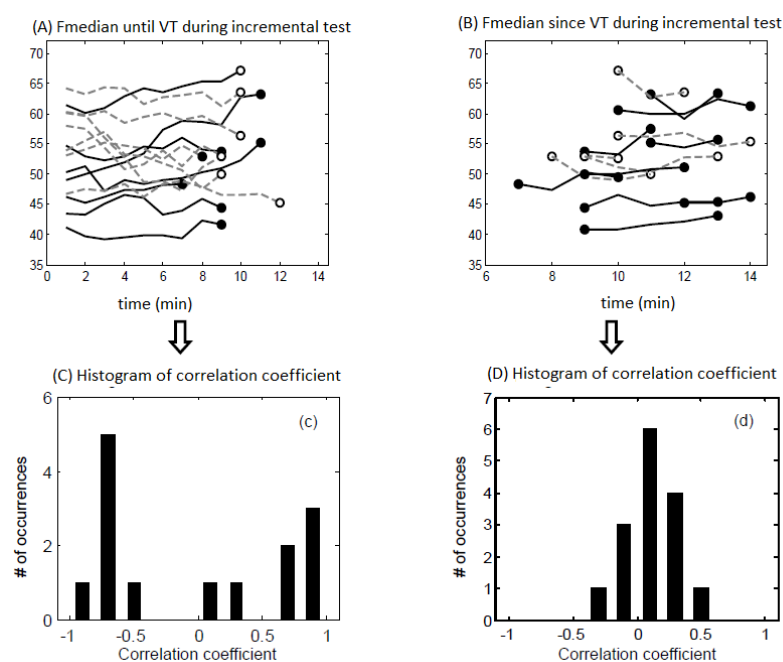 (A) Fmedian until VT during incremental test
70
65
60
55
50
45
40
35
0 2 4 6 8 10 12 14
time (min)
(B) Fmedian since VT during incremental test
70
65
60
55
50
45
40
35
6 8 10 12 14
time (min)
(C) Histogram of correlation coefficient
(c)
# of occurrences
6
4
2
0
-1 -0.5 0 0.5 1
Correlation coefficient
(D) Histogram of correlation coefficient
(d)
# of occurrences
7
6
5
4
3
2
1
0
-1 -0.5 0 0.5 1
Correlation coefficient